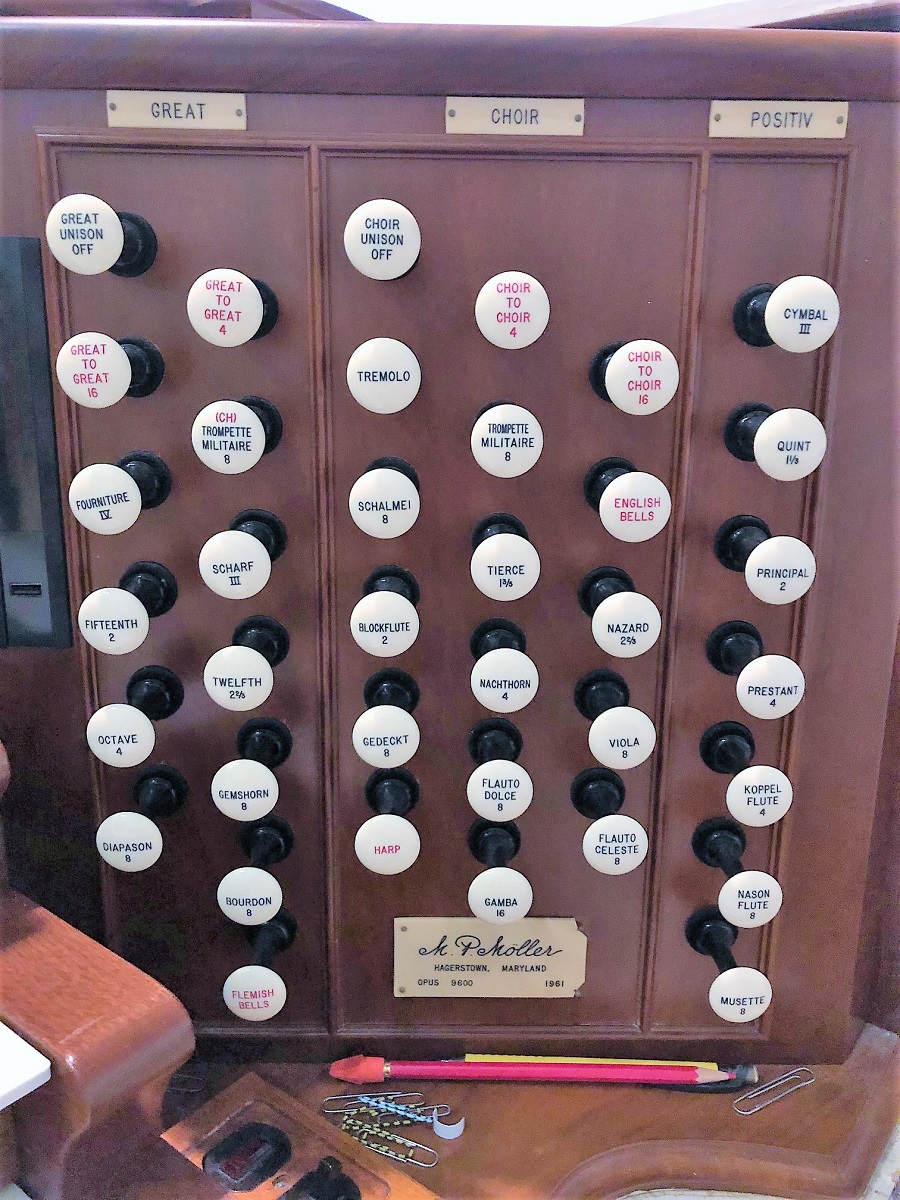 GREAT
CHOIR
POSITIV
GREAT
UNISON
OFF
GREAT
TO
GREAT
4
GREAT
TO
GREAT
16
(CH)
TROMPETTE
MILITAIRE
8
FOURNITURE
IV
SCHARF
III
FIFTEENTH
2
TWELFTH
2⅔
OCTAVE
4
GEMSHORN
8
DIAPASON
8
BOURDON
8
FLEMISH
BELLS
CHOIR
UNISON
OFF
CHOIR
TO
CHOIR
4
TREMOLO
CHOIR
TO
CHOIR
16
TROMPETTE
MILITAIRE
8
SCHALMEI
8
ENGLISH
BELLS
TIERCE
1⅗
BLOCKFLUTE
2
NAZARD
2⅔
NACHTHORN
4
GEDECKT
8
VIOLA
8
FLAUTO
DOLCE
8
HARP
FLAUTO
CELESTE
8
GAMBA
16
CYMBAL
III
QUINT
1⅓
PRINCIPAL
2
PRESTANT
4
KOPPEL
FLUTE
4
NASON
FLUTE
8
MUSETTE
8
M. P. Möller
HAGERSTOWN, MARYLAND
OPUS 9600 1961